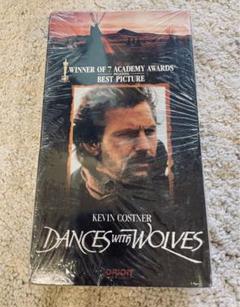 WINNER OF 7 ACADEMY AWARDS
BEST PICTURE
KEVIN COSTNER
DANCES WITH WOLVES
ORION